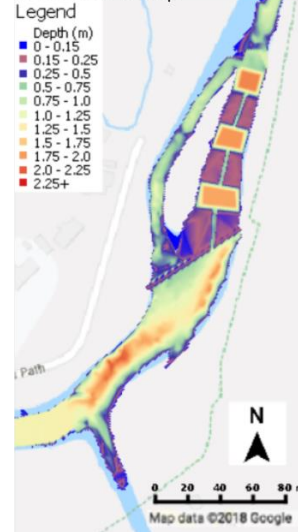 Legend
Depth (m)
0 - 0.15
0.15 - 0.25
0.25 - 0.5
0.5 - 0.75
0.75 - 1.0
1.0 - 1.25
1.25 - 1.5
1.5 - 1.75
1.75 - 2.0
2.0 - 2.25
2.25+
Path
N
0 20 40 60 80
Map data ©2018 Google